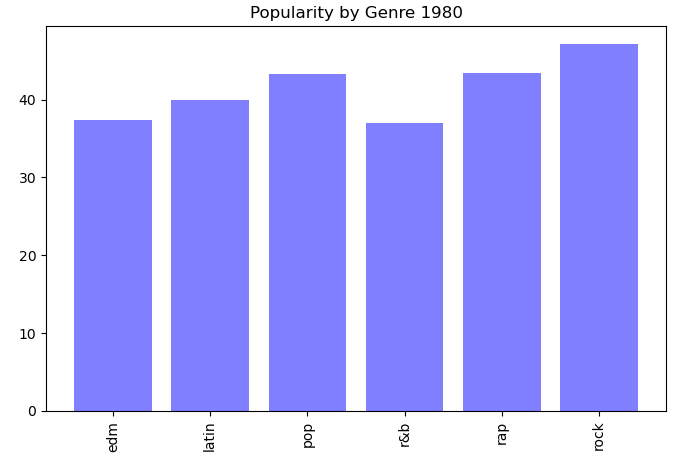 Popularity by Genre 1980
40
30
20
10
0
edm
latin
pop
r&b
rap
rock